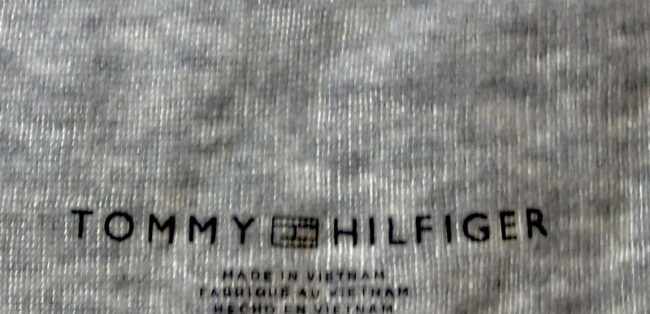 TOMMY HILFIGER
MADE IN VIETNAM
FABRIQUE AU VIETNAM
HECHO EN VIETNAM